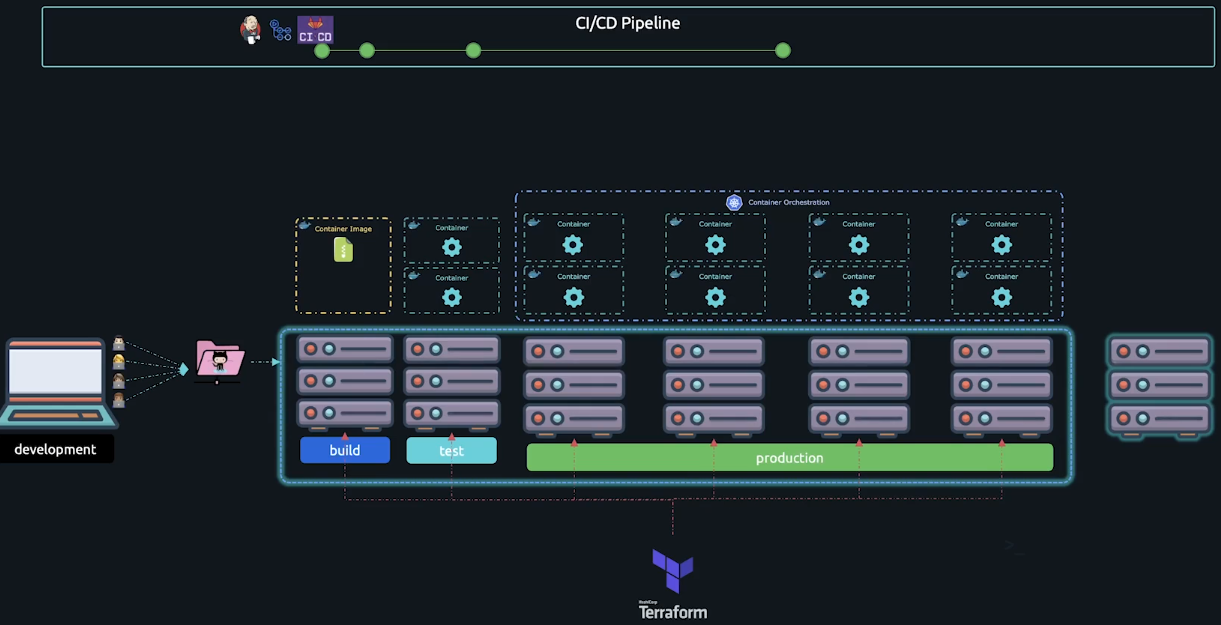 CI/CD Pipeline
CI CD
Container Orchestration
Container Image
Container
Container
Container
Container
Container
Container
Container
Container
Container
Container
development
build
test
production
HashiCorp
Terraform
>_